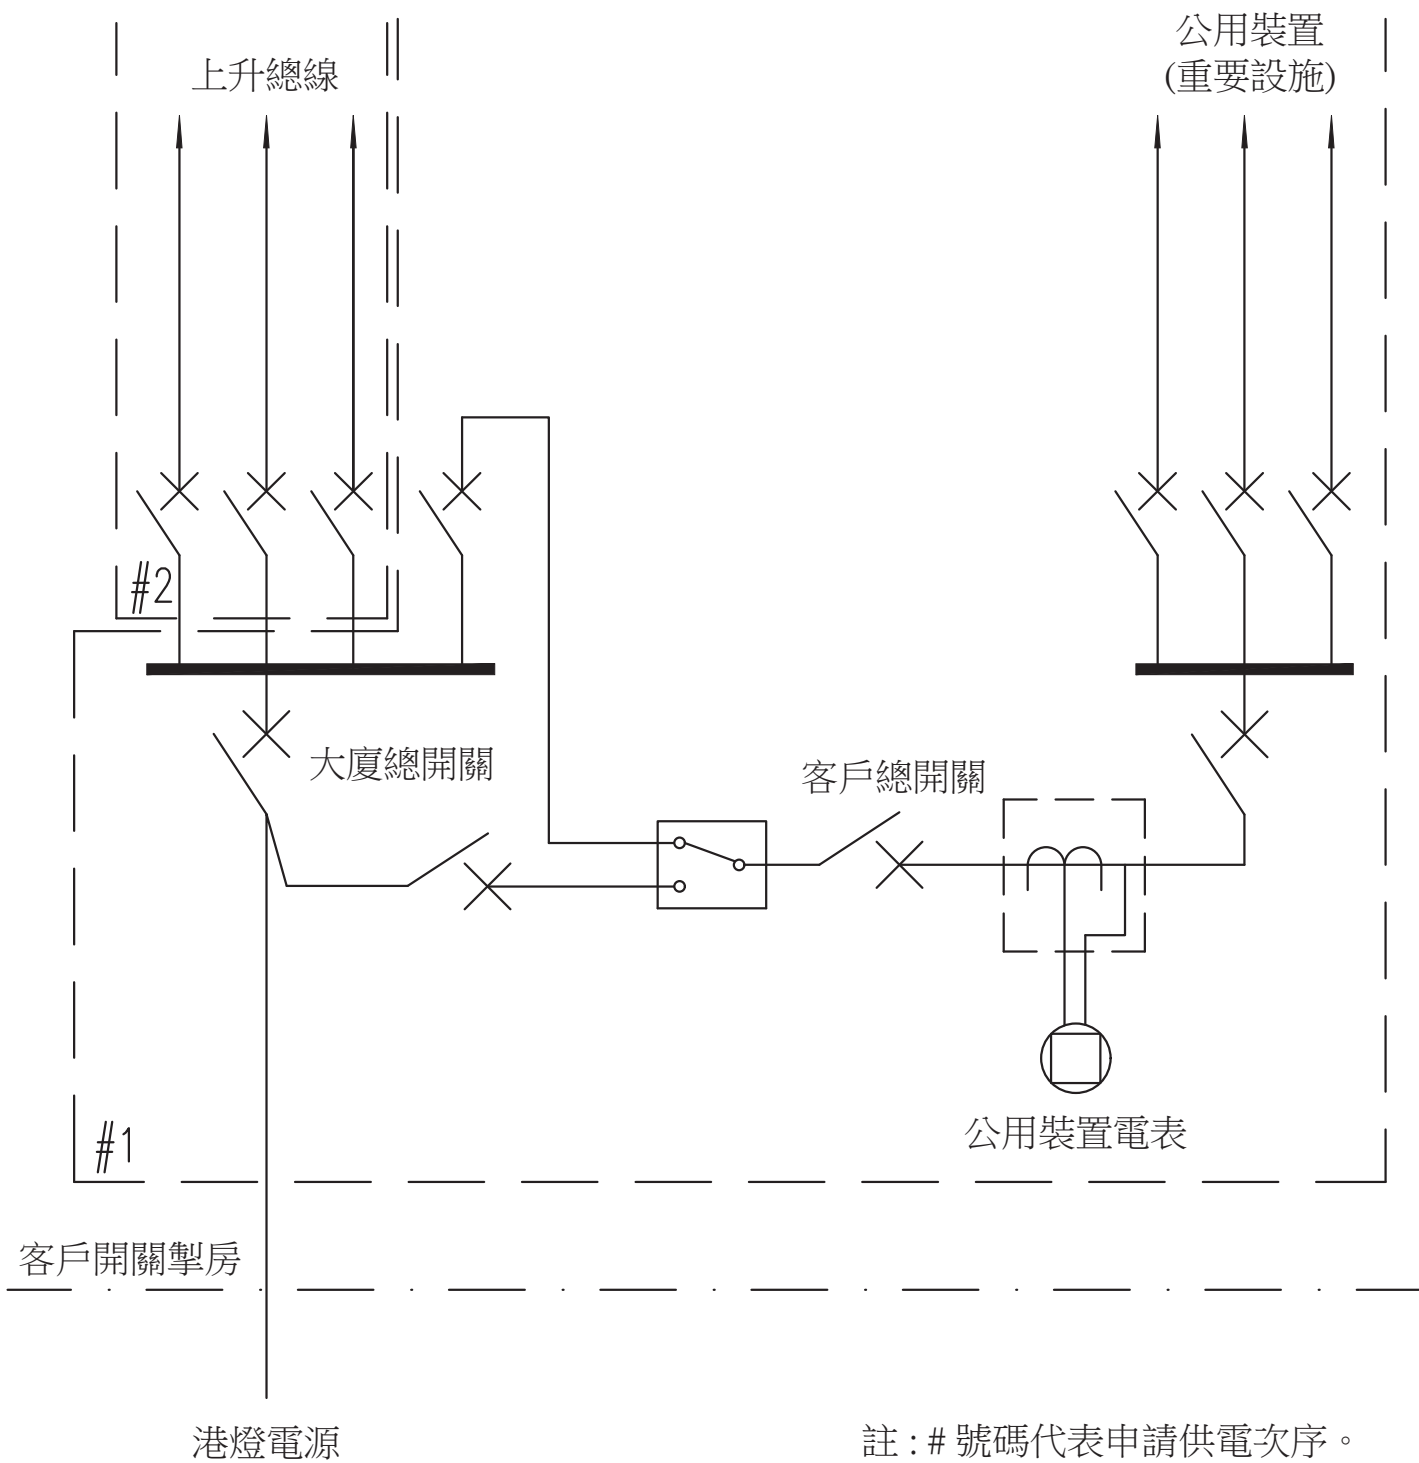 公用裝置
(重要設施)
上升總線
#2
大廈總開關
客戶總開關
公用裝置電表
#1
客戶開關掣房
港燈電源
註 : # 號碼代表申請供電次序。